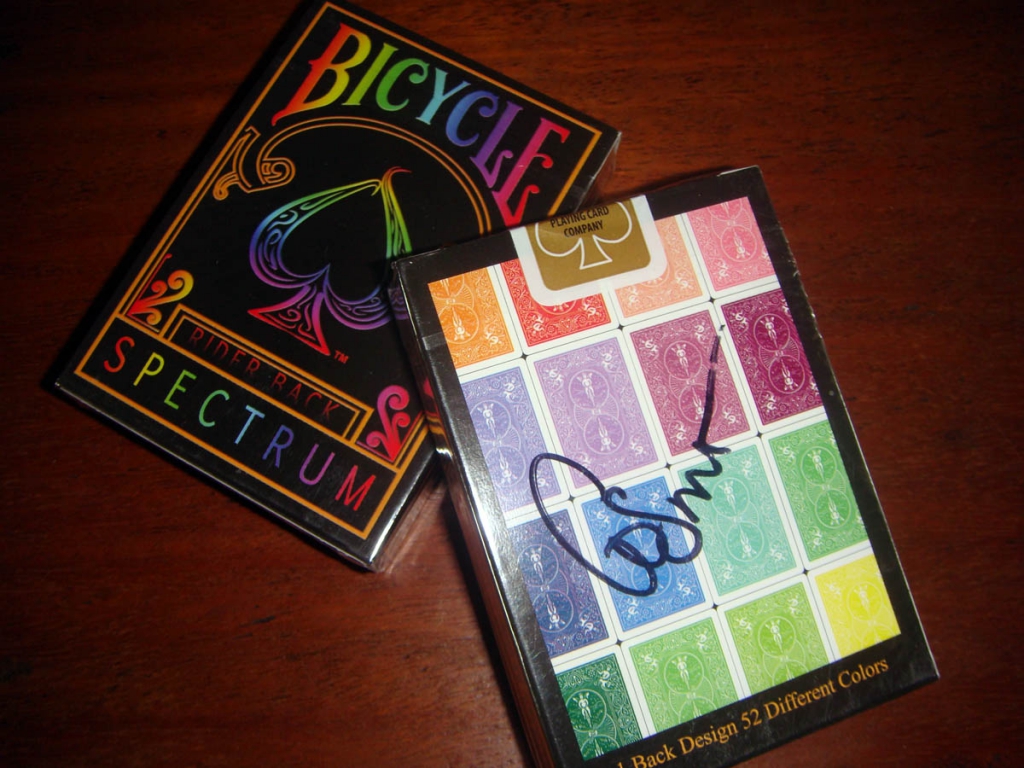 BICYCLE
RIDER BACK
SPECTRUM
TM
PLAYING CARD
COMPANY
Back Design 52 Different Colors